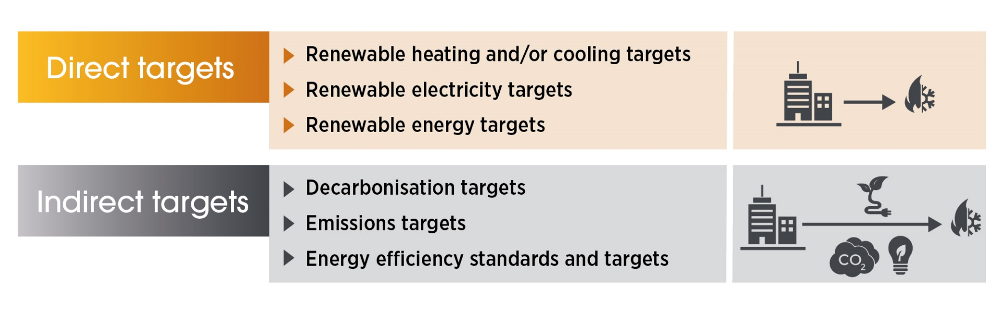 Direct targets
Renewable heating and/or cooling targets
Renewable electricity targets
Renewable energy targets
Indirect targets
Decarbonisation targets
Emissions targets
Energy efficiency standards and targets
CO₂